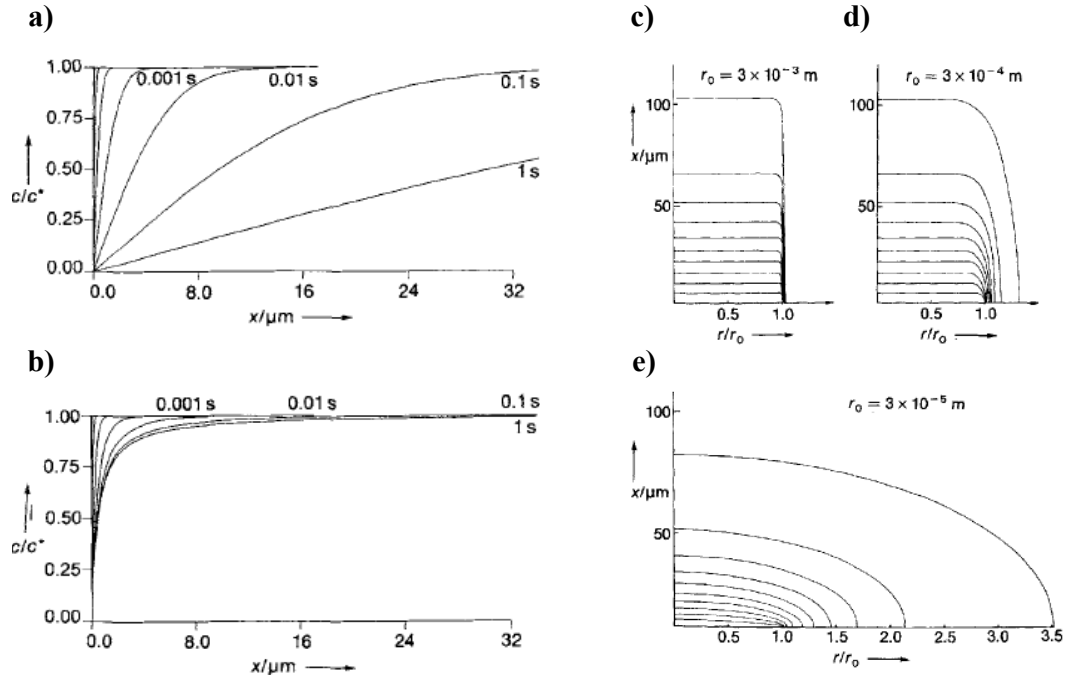 a)
1.00
0.75
0.50
0.25
0.00
c/c*
0.001 s
0.01 s
0.1 s
1 s
0.0 8.0 16 24 32
x/μm
b)
1.00
0.75
0.50
0.25
0.00
c/c*
0.001 s
0.01 s
0.1 s
1 s
0.0 8.0 16 24 32
x/μm
c)
r₀ = 3 × 10⁻³ m
100
x/μm
50
0.5 1.0
r/r₀
d)
r₀ = 3 × 10⁻⁴ m
100
50
0.5 1.0
r/r₀
e)
r₀ = 3 × 10⁻⁵ m
100
x/μm
50
0.5 1.0 1.5 2.0 2.5 3.0 3.5
r/r₀